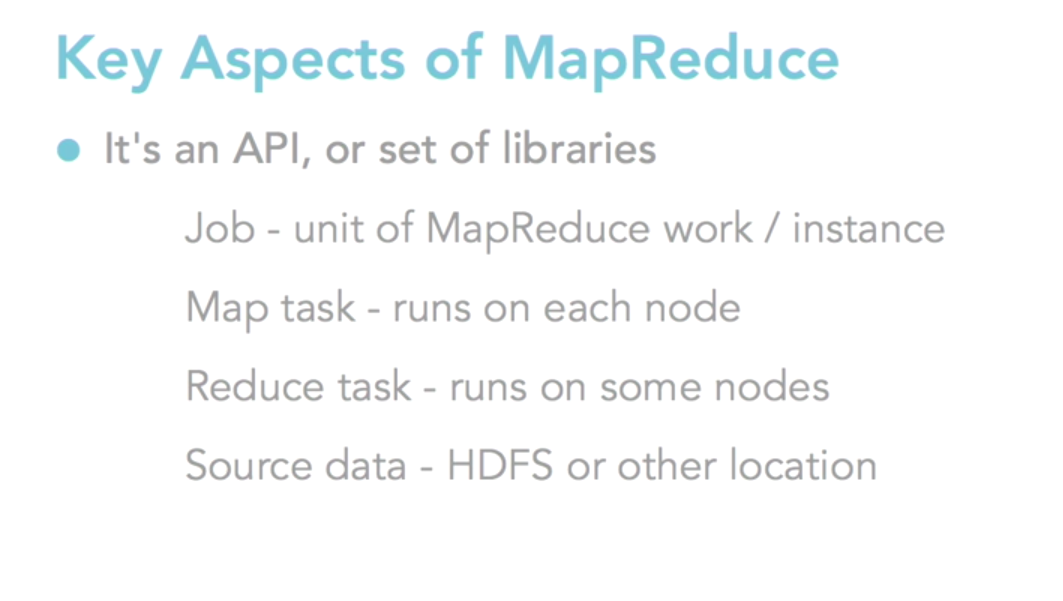 Key Aspects of MapReduce
It's an API, or set of libraries
Job - unit of MapReduce work / instance
Map task - runs on each node
Reduce task - runs on some nodes
Source data - HDFS or other location